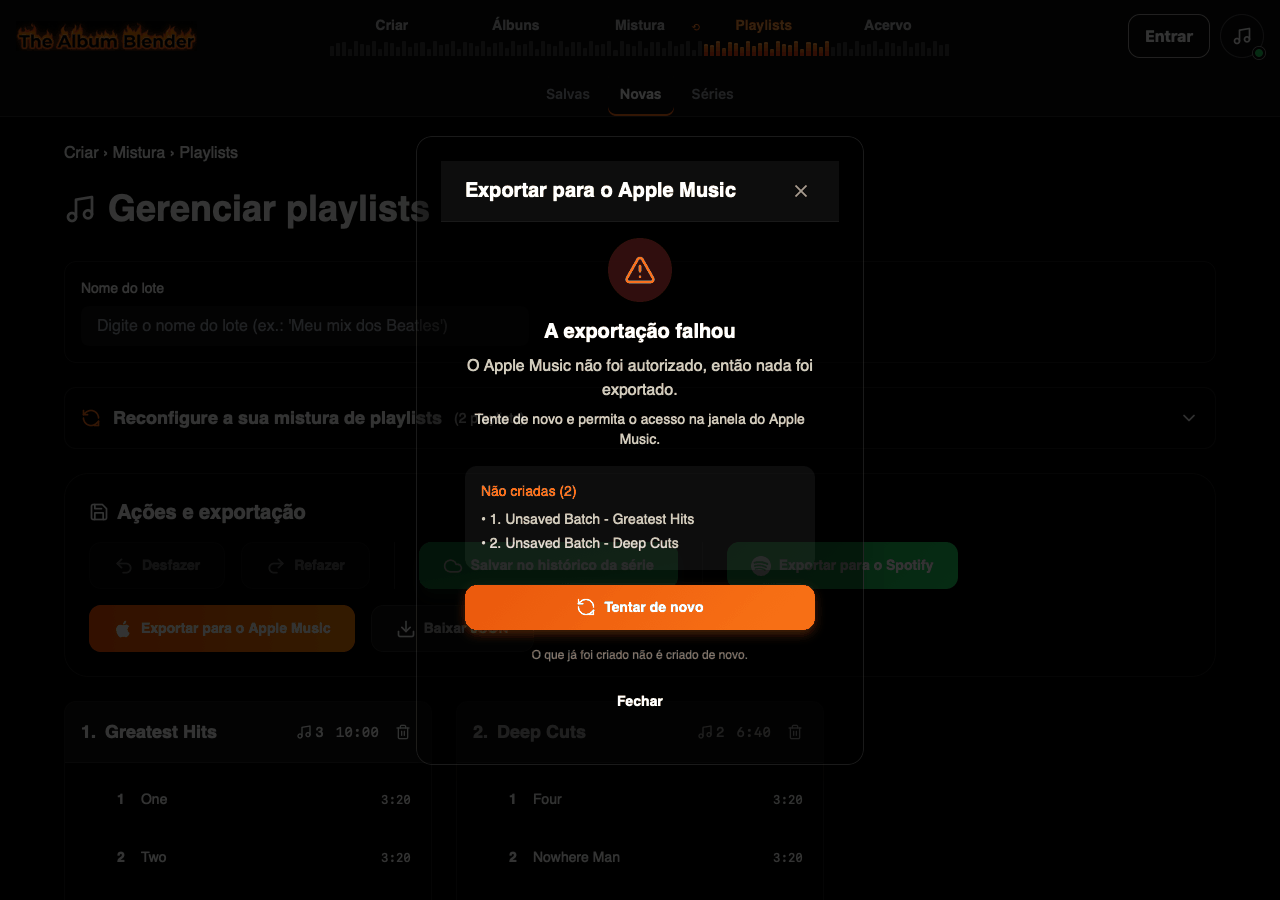 The Album Blender
Criar
Álbuns
Mistura
Playlists
Acervo
Entrar
Salvas
Novas
Séries
Criar › Mistura › Playlists
Gerenciar playlists
Nome do lote
Digite o nome do lote (ex.: 'Meu mix dos Beatles')
Reconfigure a sua mistura de playlists
Ações e exportação
Desfazer
Refazer
Salvar no histórico da série
Exportar para o Spotify
Exportar para o Apple Music
Baixar JSON
Exportar para o Apple Music
A exportação falhou
O Apple Music não foi autorizado, então nada foi
exportado.
Tente de novo e permita o acesso na janela do Apple
Music.
Não criadas (2)
• 1. Unsaved Batch - Greatest Hits
• 2. Unsaved Batch - Deep Cuts
Tentar de novo
O que já foi criado não é criado de novo.
Fechar
1. Greatest Hits 3 10:00
1 One 3:20
2 Two 3:20
2. Deep Cuts 2 6:40
1 Four 3:20
2 Nowhere Man 3:20